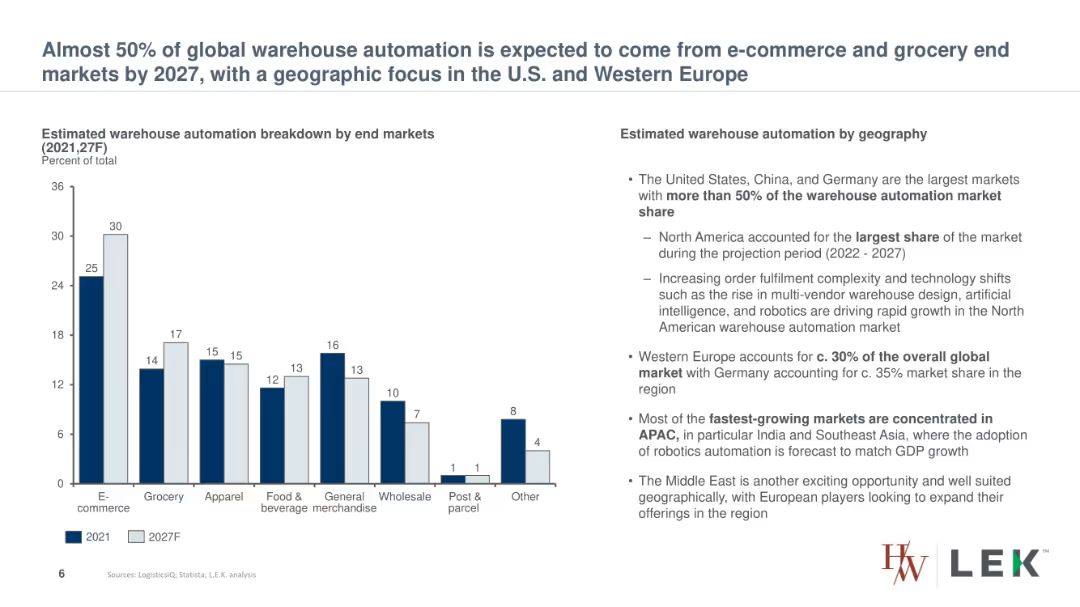 Almost 50% of global warehouse automation is expected to come from e-commerce and grocery end
markets by 2027, with a geographic focus in the U.S. and Western Europe
Estimated warehouse automation breakdown by end markets
(2021,27F)
Percent of total
36
30
24
18
12
6
0
25
30
14
17
15
15
12
13
16
13
10
7
1
1
8
4
E-
commerce
Grocery
Apparel
Food &
beverage
General
merchandise
Wholesale
Post &
parcel
Other
2021
2027F
Estimated warehouse automation by geography
• The United States, China, and Germany are the largest markets
with more than 50% of the warehouse automation market
share
– North America accounted for the largest share of the market
during the projection period (2022 - 2027)
– Increasing order fulfilment complexity and technology shifts
such as the rise in multi-vendor warehouse design, artificial
intelligence, and robotics are driving rapid growth in the North
American warehouse automation market
• Western Europe accounts for c. 30% of the overall global
market with Germany accounting for c. 35% market share in the
region
• Most of the fastest-growing markets are concentrated in
APAC, in particular India and Southeast Asia, where the adoption
of robotics automation is forecast to match GDP growth
• The Middle East is another exciting opportunity and well suited
geographically, with European players looking to expand their
offerings in the region
6
Sources: LogisticsIQ; Statista; L.E.K. analysis
HW
LEK™